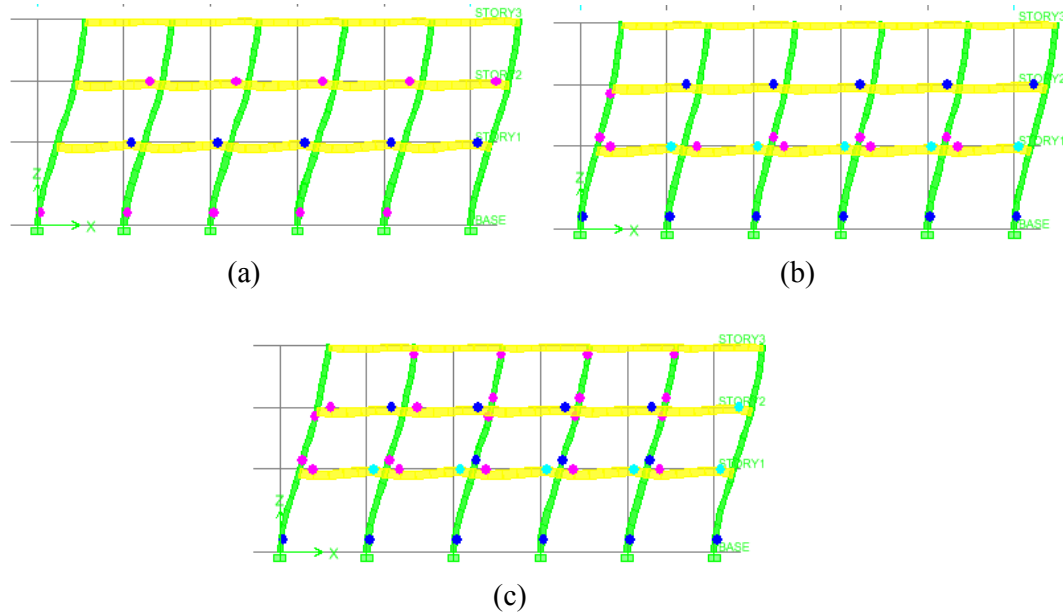 STORY3
STORY2
STORY1
Z
X
BASE
(a)
STORY3
STORY2
STORY1
Z
X
BASE
(b)
STORY3
STORY2
STORY1
Z
X
BASE
(c)